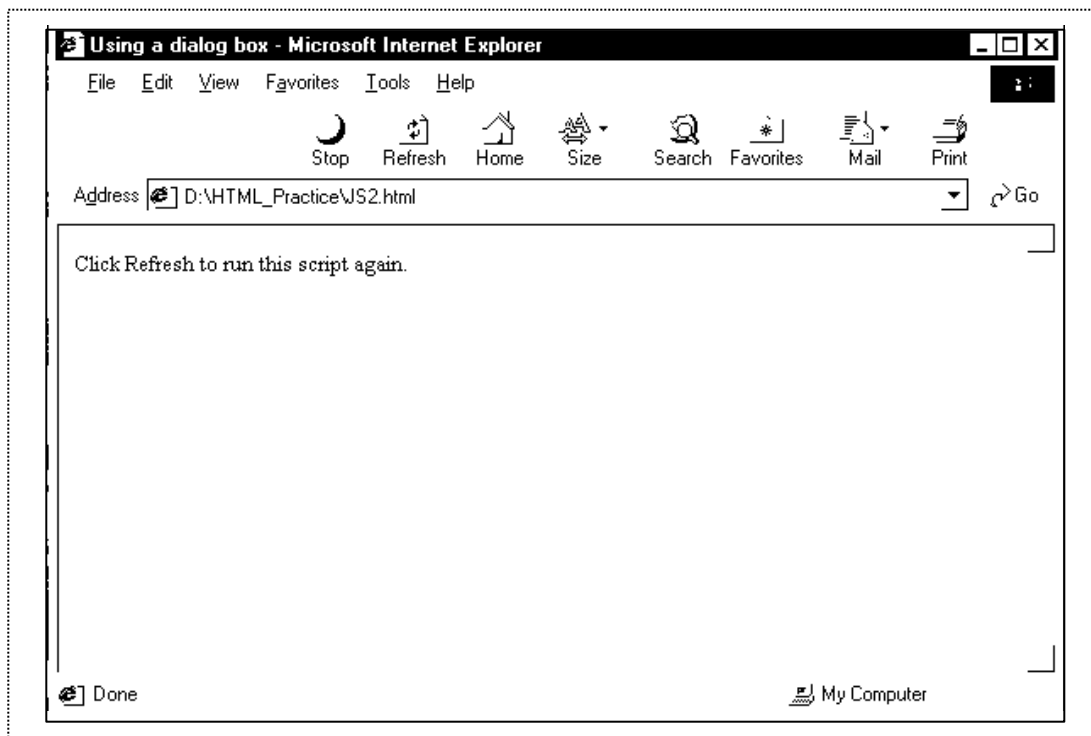 Using a dialog box - Microsoft Internet Explorer
File Edit View Favorites Tools Help
Stop Refresh Home Size Search Favorites Mail Print
Address D:\HTML_Practice\JS2.html Go
Click Refresh to run this script again.
Done My Computer